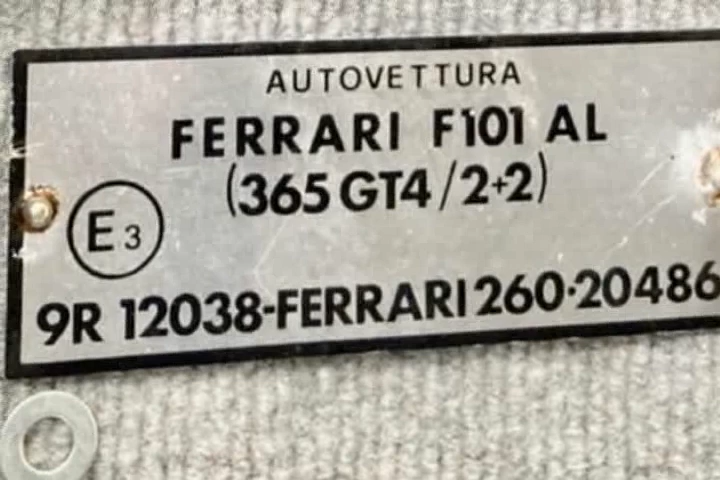 AUTOVETTURA
FERRARI F101 AL
(365 GT4/2+2)
E3
9R 12038-FERRARI 260·20486